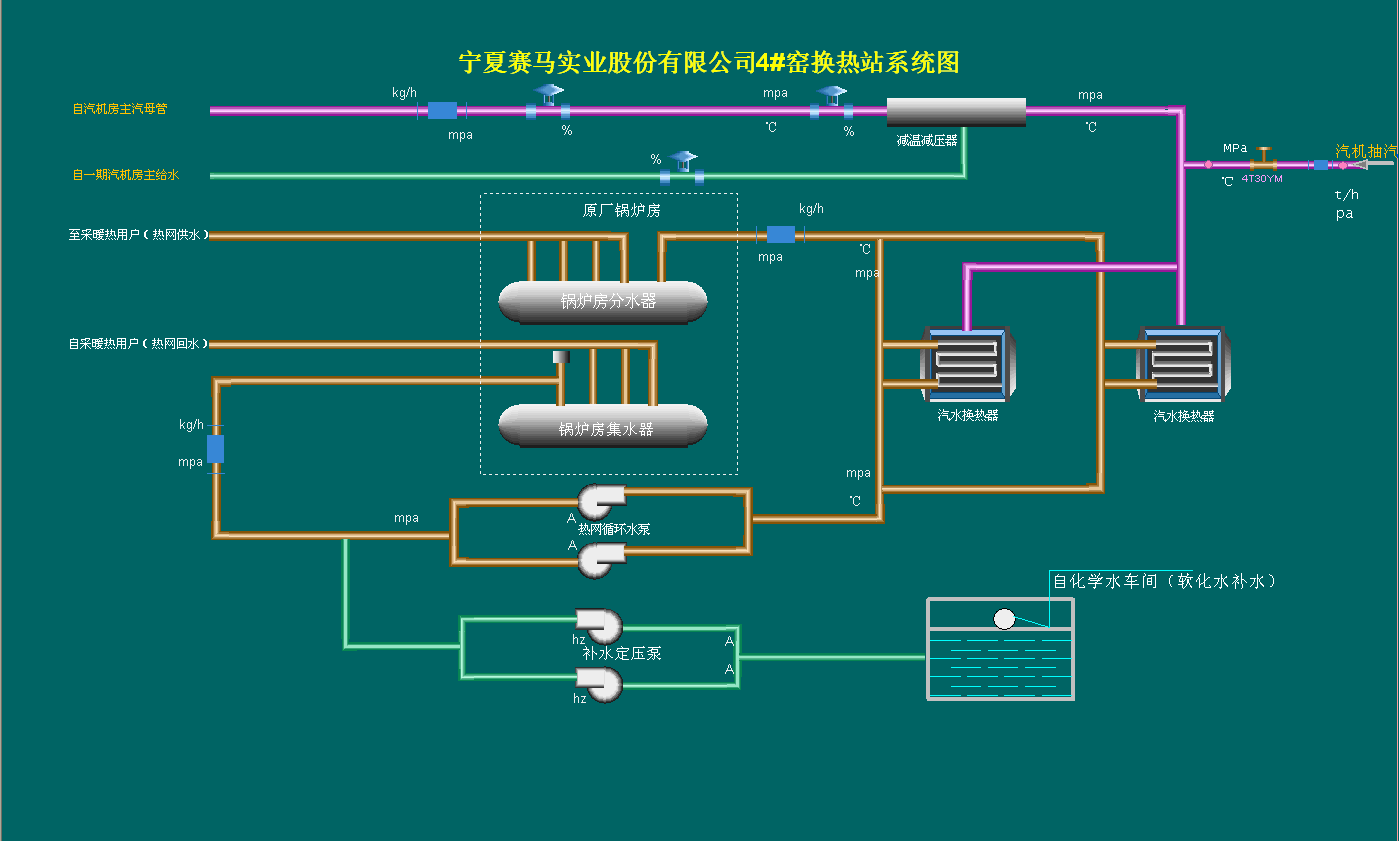 宁夏赛马实业股份有限公司4#窑换热站系统图
kg/h
mpa
mpa
自汽机房主汽母管
mpa
%
℃
%
℃
减温减压器
MPa
汽机抽汽
自一期汽机房主给水
%
℃
4T30YM
t/h
pa
原厂锅炉房
kg/h
至采暖热用户(热网供水)
mpa
℃
mpa
锅炉房分水器
自采暖热用户(热网回水)
汽水换热器
汽水换热器
kg/h
锅炉房集水器
mpa
mpa
℃
mpa
A
热网循环水泵
A
自化学水车间(软化水补水)
hz
补水定压泵
A
A
hz